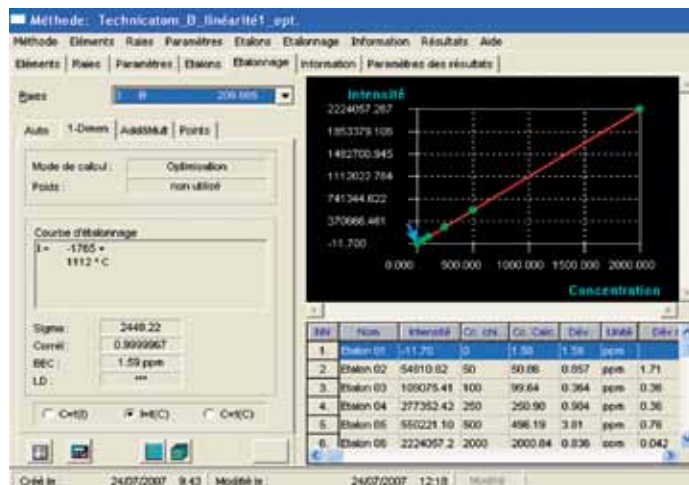 Méthode: Technicatom_B_linéarité1_opt.
Méthode Eléments Raies Paramètres Etalons Etalonnage Information Résultats Aide
Eléments Raies Paramètres Etalons Etalonnage Information Paramètres des résultats
Raies 1 B
Auto 1-Dimen Points
Mode de calcul : Optimisation
Poids : non utilisé
Courbe d'étalonnage
I = -1765 +
1112 * C
Sigma : 2448.22
Correl : 0.9999967
BEC : 1.59 ppm
LD : ***
C=f(I) I=f(C) C=f(C)
Intensité
2224057.267
1853379.106
1482700.945
1112022.784
741344.622
370666.461
-11.700
0.000 500.000 1000.000 1500.000 2000.000
Concentration
NN Nom Intensité Cc. chi. Cc. Calc. Dév. Unité
1. Etalon 01 -11.70 0 1.58 1.58 ppm
2. Etalon 02 54810.82 50 50.86 0.857 ppm 1.71
3. Etalon 03 109075.41 100 99.64 0.364 ppm 0.36
4. Etalon 04 277352.42 250 250.90 0.904 ppm 0.36
5. Etalon 05 550221.10 500 496.19 3.81 ppm 0.76
6. Etalon 06 2224057.2 2000 2000.84 0.836 ppm 0.042
Créé le 24/07/2007 9:43 Modifié le 24/07/2007 12:18 Modifié